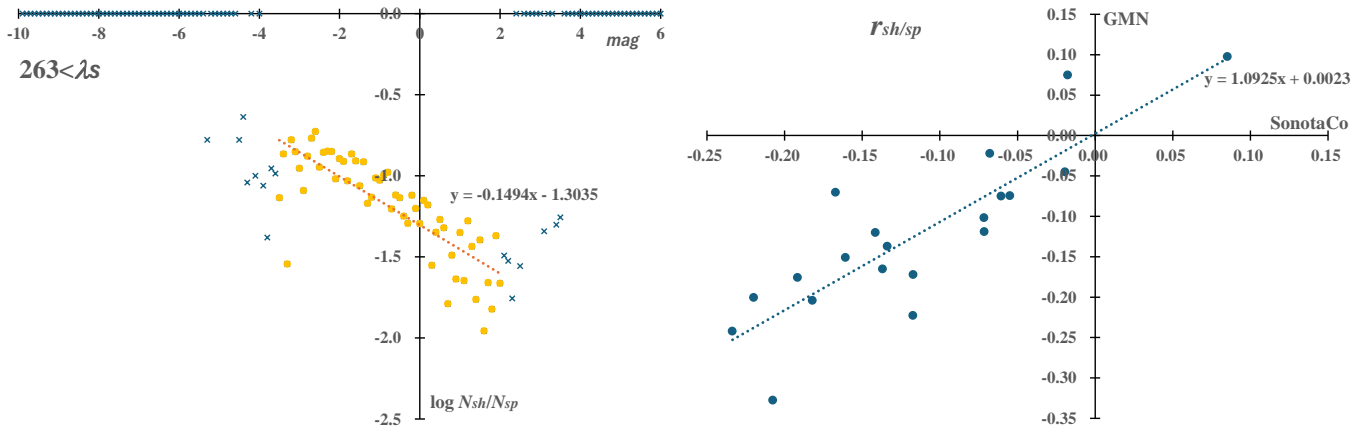 -10 -8 -6 -4 -2 0 2 4 6
0.0
mag
263<λs
-0.5
-1.0
y = -0.1494x - 1.3035
-1.5
-2.0
log Nsh/Nsp
-2.5
rsh/sp
0.15
GMN
0.10
y = 1.0925x + 0.0023
0.05
SonotaCo
0.00
-0.25 -0.20 -0.15 -0.10 -0.05 0.00 0.05 0.10 0.15
-0.05
-0.10
-0.15
-0.20
-0.25
-0.30
-0.35